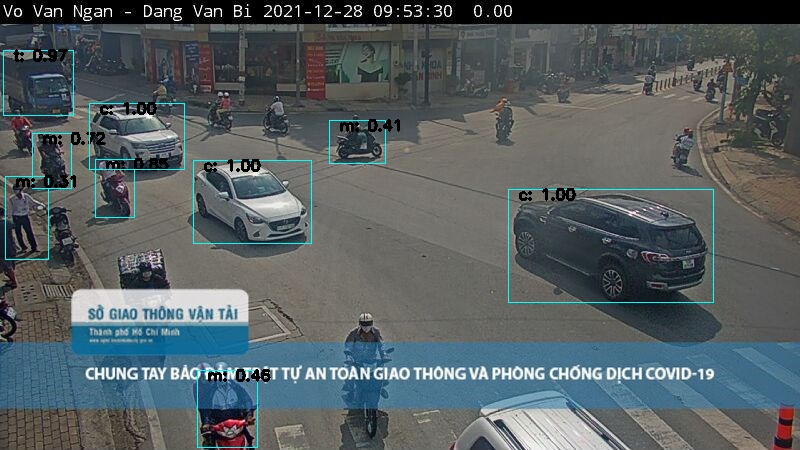 Vo Van Ngan - Dang Van Bi 2021-12-28 09:53:30 0.00
t: 0.97
c: 1.00
m: 0.72
m: 0.85
m: 0.41
c: 1.00
m: 0.31
c: 1.00
SỞ GIAO THÔNG VẬN TẢI
Thành phố Hồ Chí Minh
m: 0.46
CHUNG TAY BẢO TỰ AN TOÀN GIAO THÔNG VÀ PHÒNG CHỐNG DỊCH COVID-19